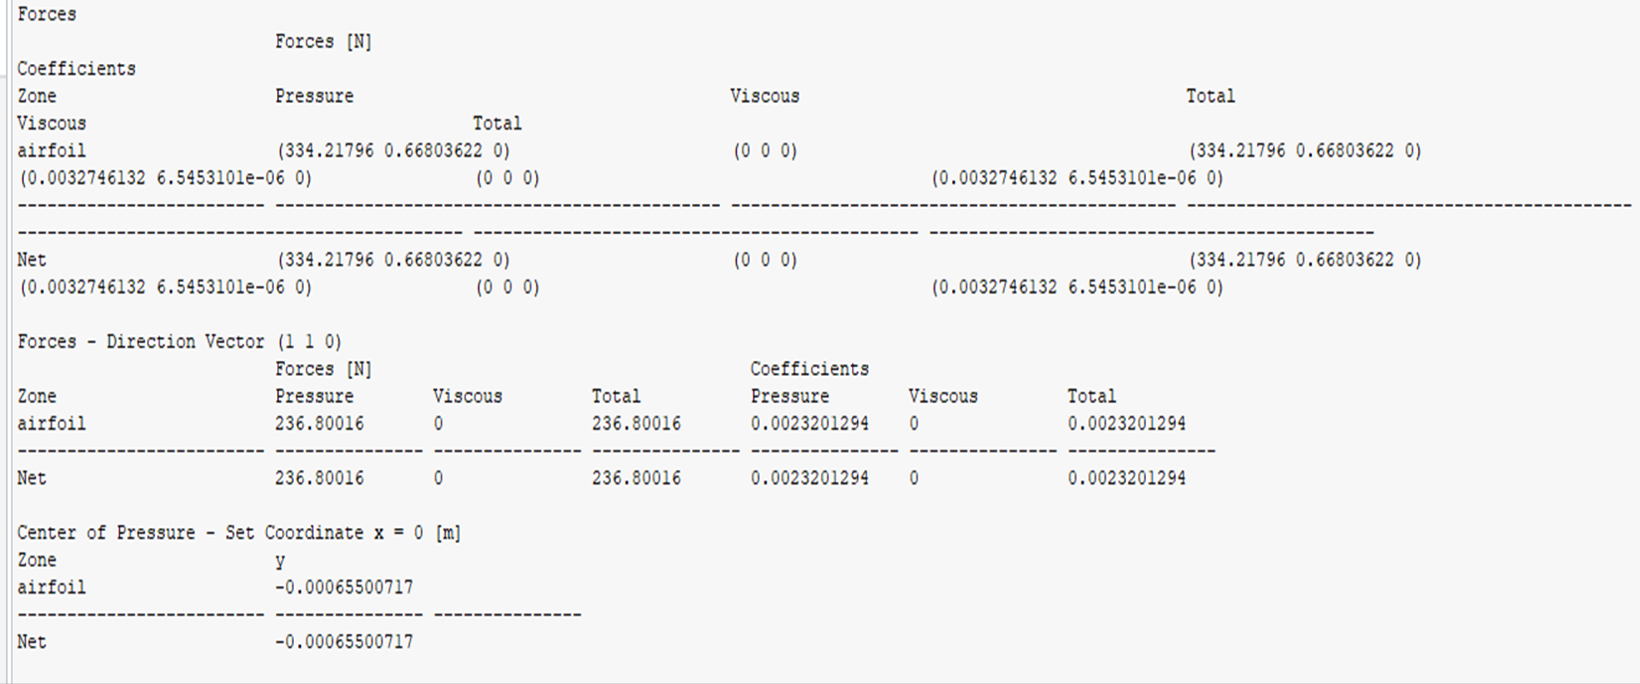 Forces
Forces [N]
Coefficients
Zone Pressure Viscous Total
Viscous Total
airfoil (334.21796 0.66803622 0) (0 0 0) (334.21796 0.66803622 0)
(0.0032746132 6.5453101e-06 0) (0 0 0) (0.0032746132 6.5453101e-06 0)
------------------------- --------------------------------------------- --------------------------------------------- ---------------------------------------------
--------------------------------------------- --------------------------------------------- ---------------------------------------------
Net (334.21796 0.66803622 0) (0 0 0) (334.21796 0.66803622 0)
(0.0032746132 6.5453101e-06 0) (0 0 0) (0.0032746132 6.5453101e-06 0)
Forces - Direction Vector (1 1 0)
Forces [N] Coefficients
Zone Pressure Viscous Total Pressure Viscous Total
airfoil 236.80016 0 236.80016 0.0023201294 0 0.0023201294
------------------------- --------------- --------------- --------------- --------------- --------------- ---------------
Net 236.80016 0 236.80016 0.0023201294 0 0.0023201294
Center of Pressure - Set Coordinate x = 0 [m]
Zone y
airfoil -0.00065500717
------------------------- --------------- ---------------
Net -0.00065500717